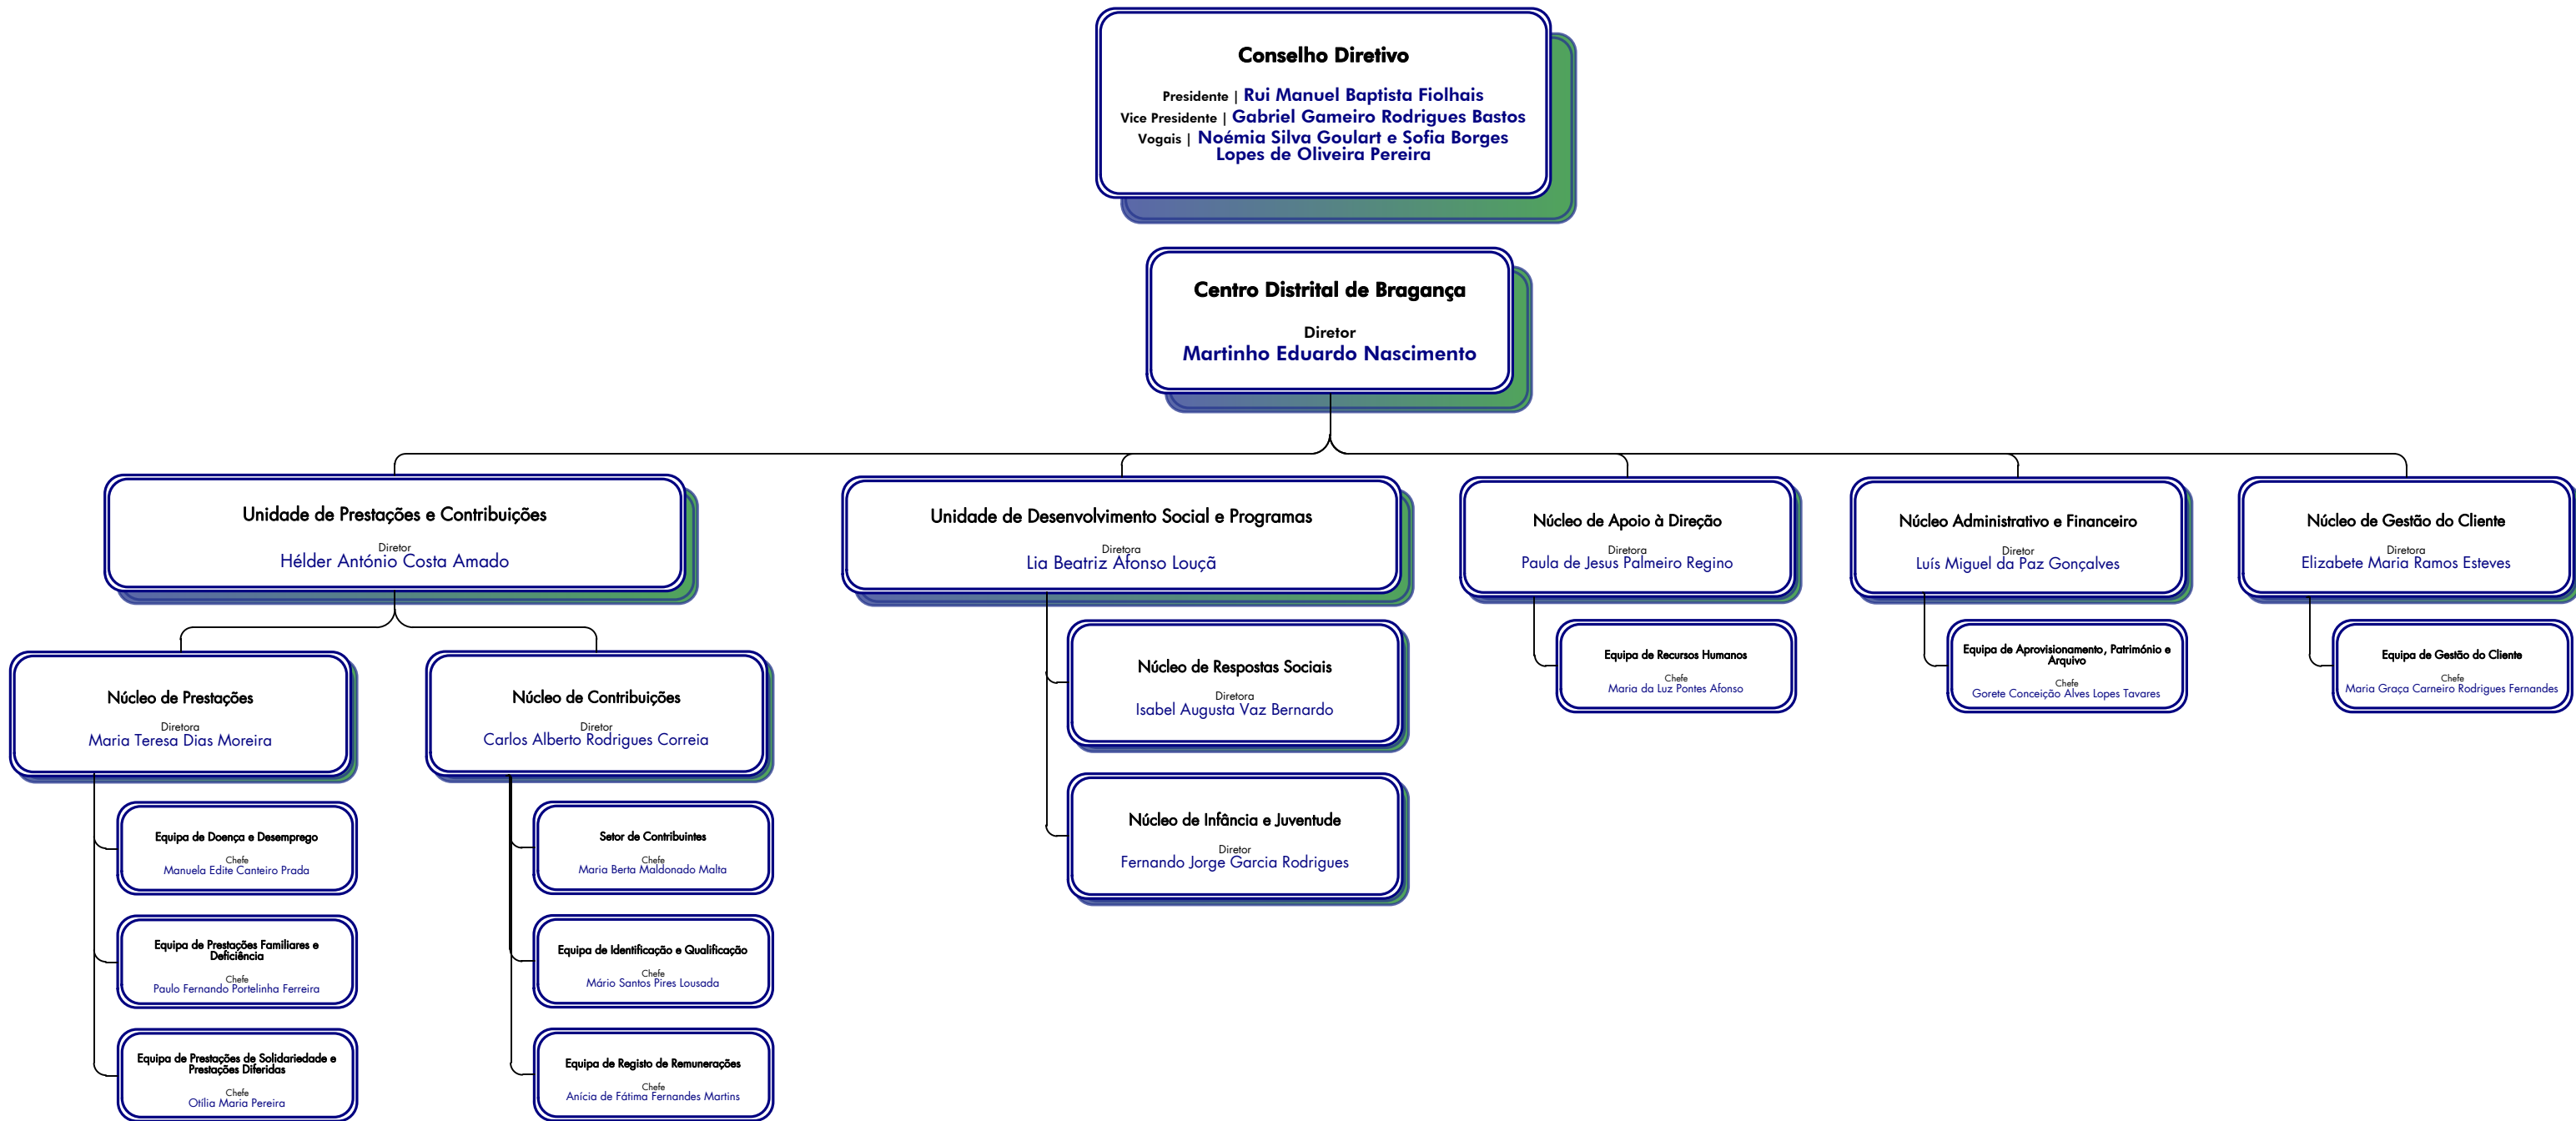 Conselho Diretivo
Presidente | Rui Manuel Baptista Fiolhais
Vice Presidente | Gabriel Gameiro Rodrigues Bastos
Vogais | Noémia Silva Goulart e Sofia Borges
Lopes de Oliveira Pereira
Centro Distrital de Bragança
Diretor
Martinho Eduardo Nascimento
Unidade de Prestações e Contribuições
Diretor
Hélder António Costa Amado
Unidade de Desenvolvimento Social e Programas
Diretora
Lia Beatriz Afonso Louçã
Núcleo de Apoio à Direção
Diretora
Paula de Jesus Palmeiro Regino
Núcleo Administrativo e Financeiro
Diretor
Luís Miguel da Paz Gonçalves
Núcleo de Gestão do Cliente
Diretora
Elizabete Maria Ramos Esteves
Núcleo de Prestações
Diretora
Maria Teresa Dias Moreira
Núcleo de Contribuições
Diretor
Carlos Alberto Rodrigues Correia
Núcleo de Respostas Sociais
Diretora
Isabel Augusta Vaz Bernardo
Equipa de Recursos Humanos
Chefe
Maria da Luz Pontes Afonso
Equipa de Aprovisionamento, Património e
Arquivo
Chefe
Gorete Conceição Alves Lopes Tavares
Equipa de Gestão do Cliente
Chefe
Maria Graça Carneiro Rodrigues Fernandes
Núcleo de Infância e Juventude
Diretor
Fernando Jorge Garcia Rodrigues
Equipa de Doença e Desemprego
Chefe
Manuela Edite Canteiro Prada
Setor de Contribuintes
Chefe
Maria Berta Maldonado Malta
Equipa de Prestações Familiares e
Deficiência
Chefe
Paulo Fernando Portelinha Ferreira
Equipa de Identificação e Qualificação
Chefe
Mário Santos Pires Lousada
Equipa de Prestações de Solidariedade e
Prestações Diferidas
Chefe
Otília Maria Pereira
Equipa de Registo de Remunerações
Chefe
Anícia de Fátima Fernandes Martins